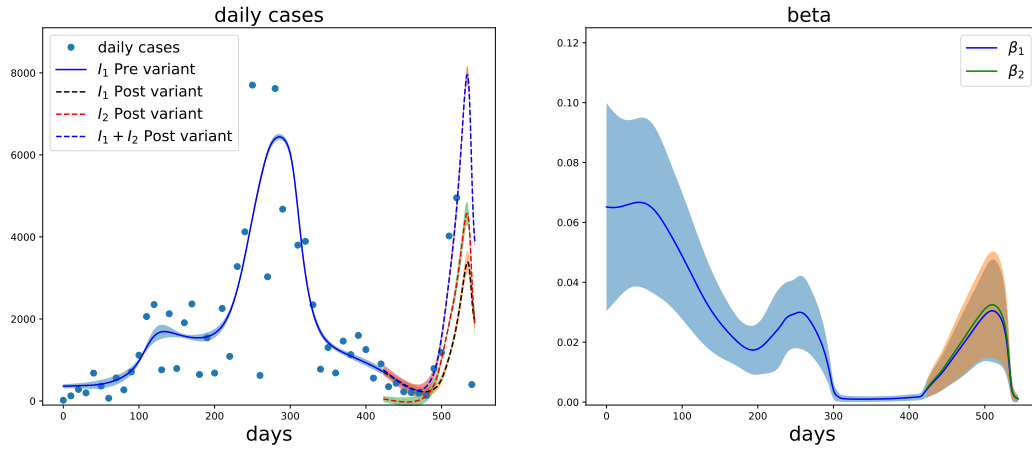 daily cases
8000
6000
4000
2000
0
daily cases
I₁ Pre variant
I₁ Post variant
I₂ Post variant
I₁ + I₂ Post variant
0 100 200 300 400 500
days
beta
0.12
0.10
0.08
0.06
0.04
0.02
0.00
β₁
β₂
0 100 200 300 400 500
days